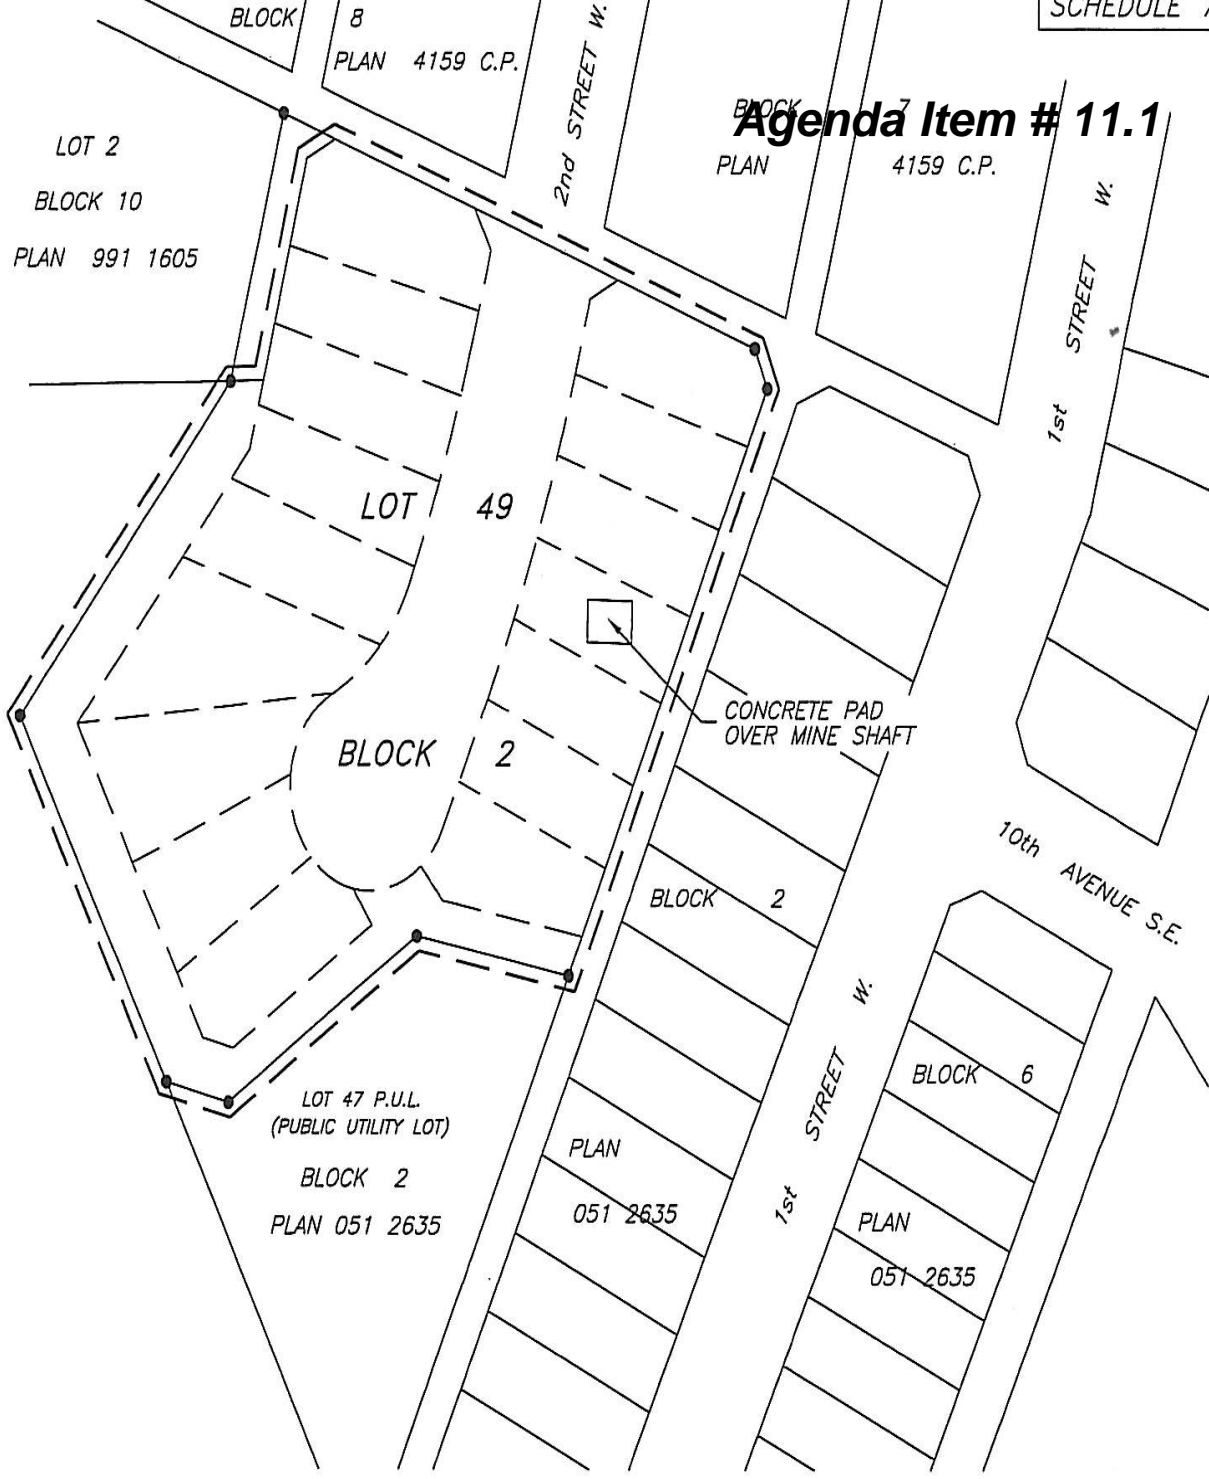 SCHEDULE
BLOCK 8
PLAN 4159 C.P.
2nd STREET W.
BLOCK 7
Agenda Item # 11.1
PLAN 4159 C.P.
LOT 2
BLOCK 10
PLAN 991 1605
1st STREET W.
LOT 49
CONCRETE PAD
OVER MINE SHAFT
BLOCK 2
10th AVENUE S.E.
BLOCK 2
1st STREET W.
BLOCK 6
LOT 47 P.U.L.
(PUBLIC UTILITY LOT)
BLOCK 2
PLAN 051 2635
PLAN
051 2635
PLAN
051 2635